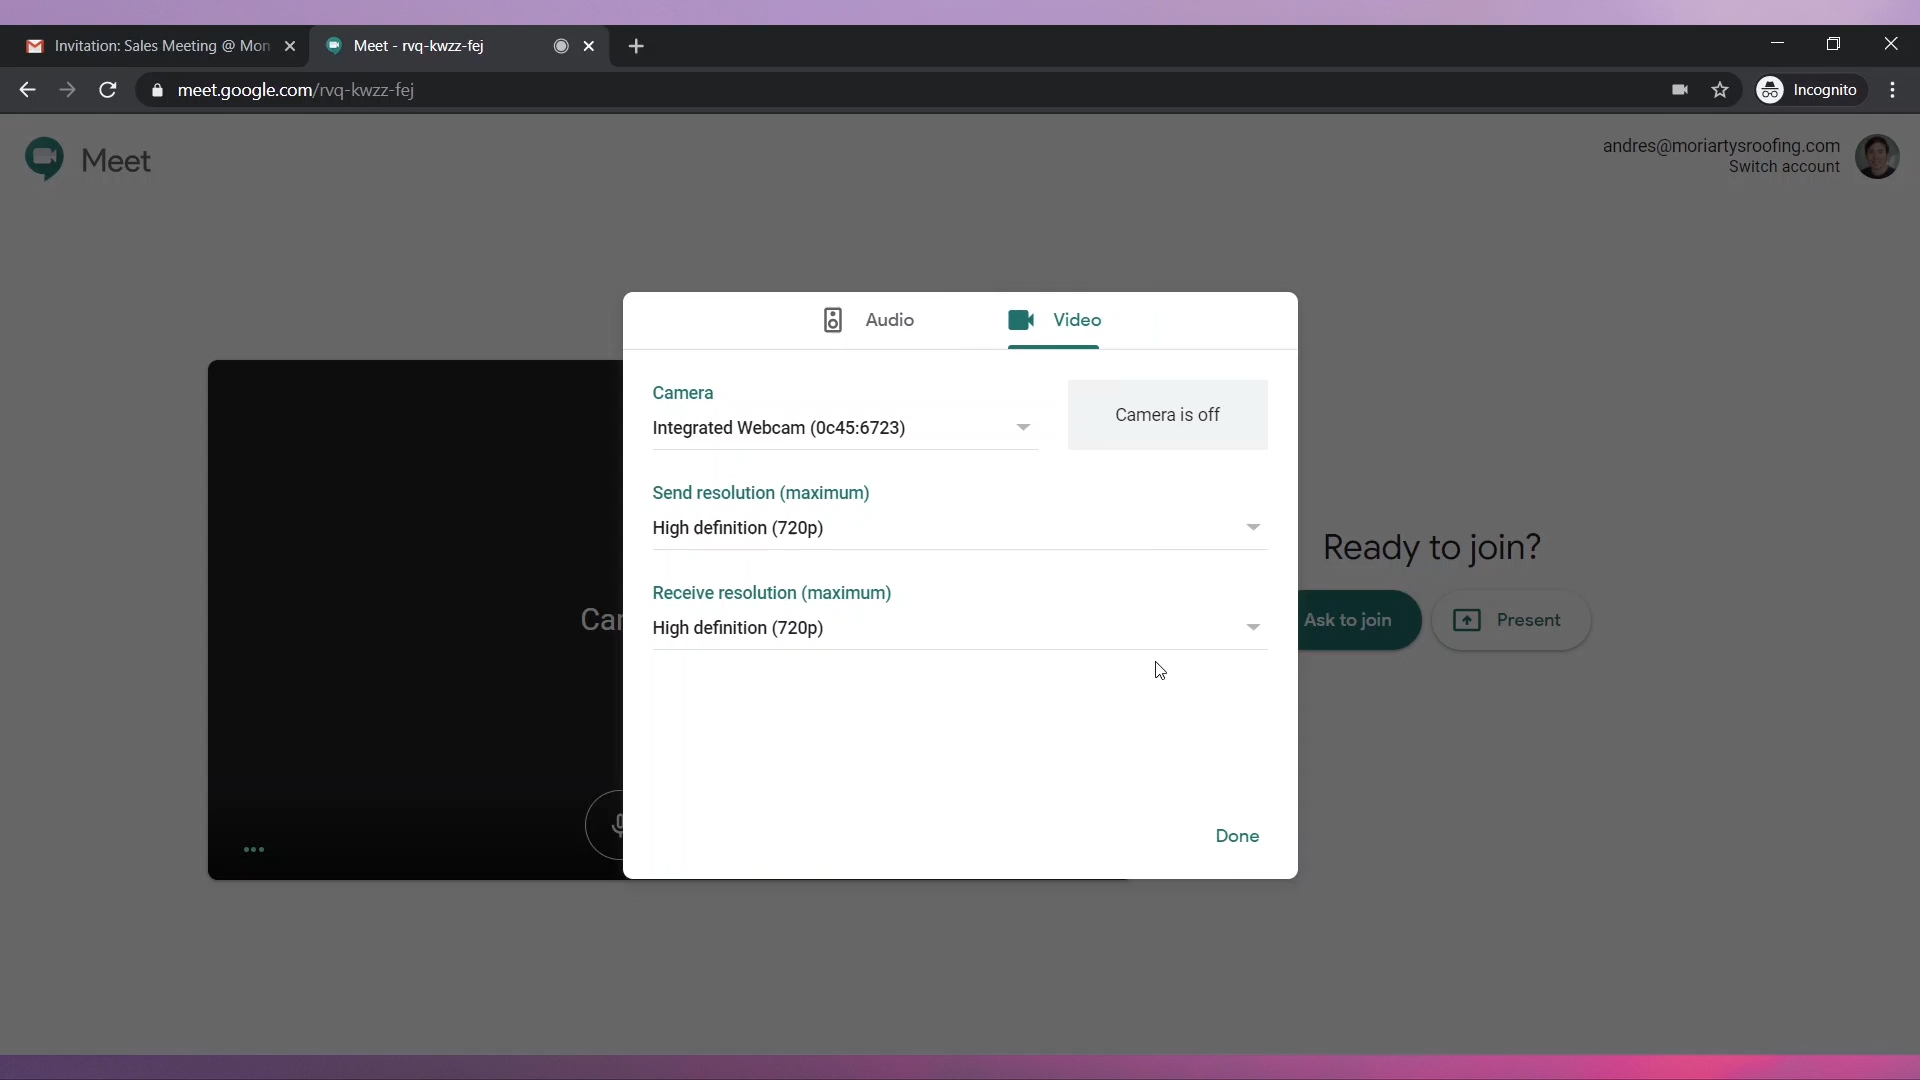 Invitation: Sales Meeting @ Mon
Meet - rvq-kwzz-fej
meet.google.com/rvq-kwzz-fej
Incognito
Meet
andres@moriartysroofing.com
Switch account
Audio
Video
Camera
Integrated Webcam (0c45:6723)
Camera is off
Send resolution (maximum)
High definition (720p)
Receive resolution (maximum)
High definition (720p)
Ready to join?
Ask to join
Present
Done